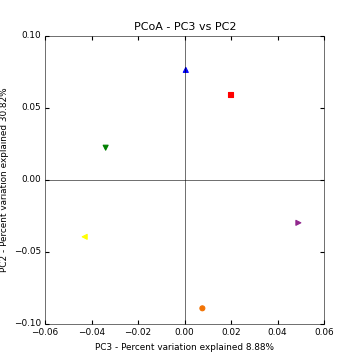 PCoA - PC3 vs PC2
0.10
0.05
0.00
−0.05
−0.10
PC2 - Percent variation explained 30.82%
−0.06 −0.04 −0.02 0.00 0.02 0.04 0.06
PC3 - Percent variation explained 8.88%